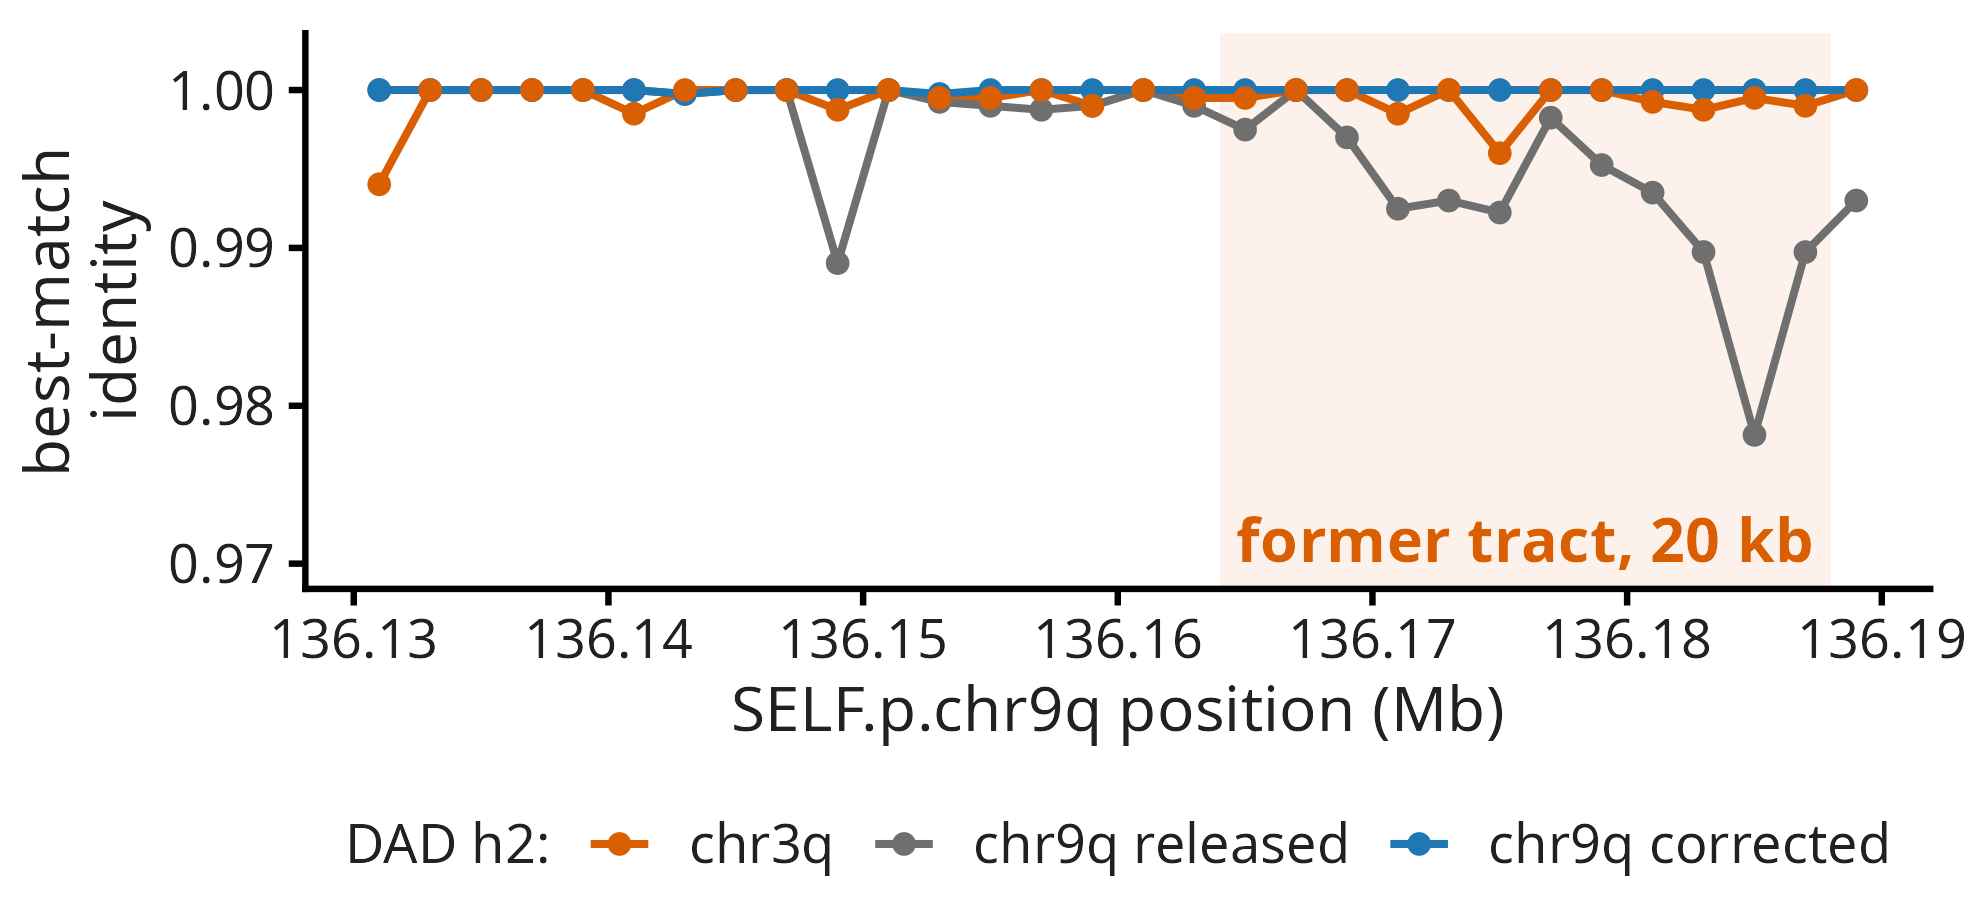 best-match
identity
1.00
0.99
0.98
0.97
former tract, 20 kb
136.13 136.14 136.15 136.16 136.17 136.18 136.19
SELF.p.chr9q position (Mb)
DAD h2: chr3q chr9q released chr9q corrected